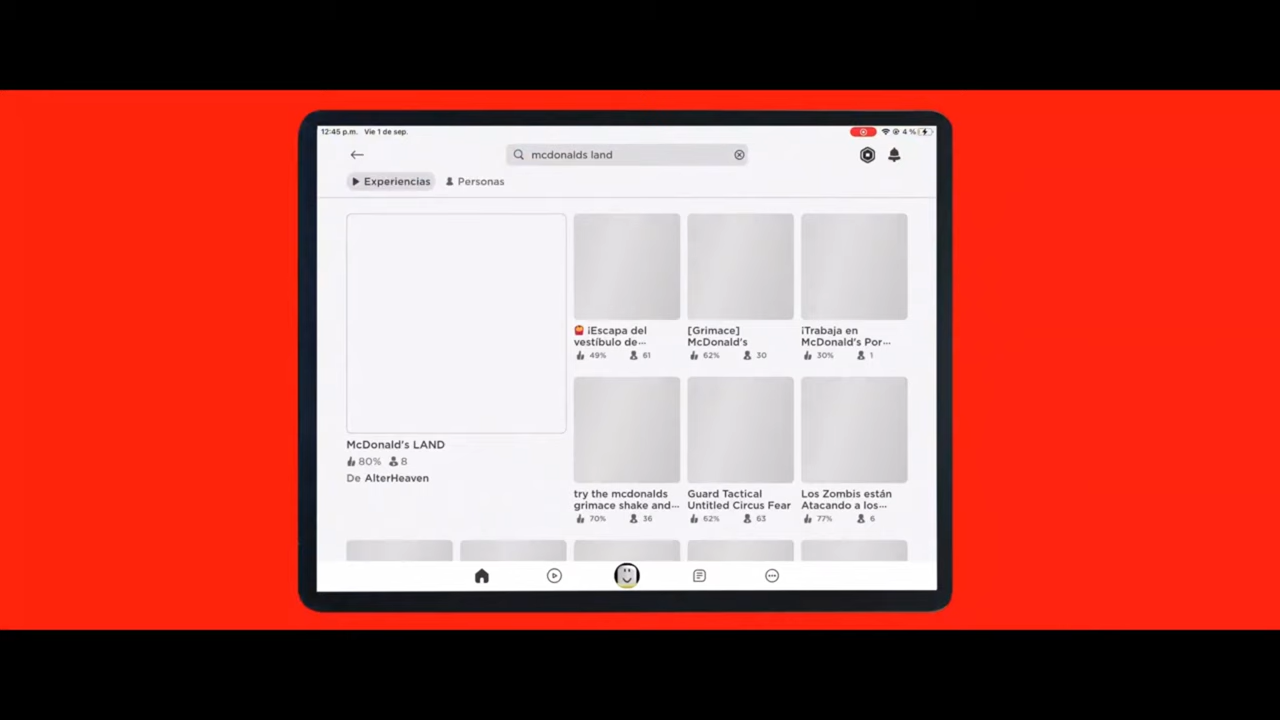 12:45 p.m. Vie 1 de sep.
4 %
mcdonalds land
Experiencias
Personas
McDonald's LAND
80% 8
De AlterHeaven
¡Escapa del
vestíbulo de···
49% 61
[Grimace]
McDonald's
62% 30
¡Trabaja en
McDonald's Por···
30% 1
try the mcdonalds
grimace shake and···
70% 36
Guard Tactical
Untitled Circus Fear
62% 63
Los Zombis están
Atacando a los···
77% 6